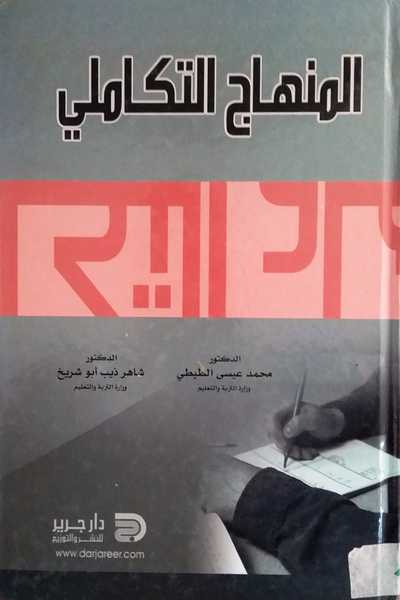 المنهاج التكاملي
الدكتور
محمد عيسى الطيطي
وزارة التربية والتعليم
الدكتور
شاهر ذيب أبو شريخ
وزارة التربية والتعليم
دار جرير
للنشر والتوزيع
www.darjareer.com